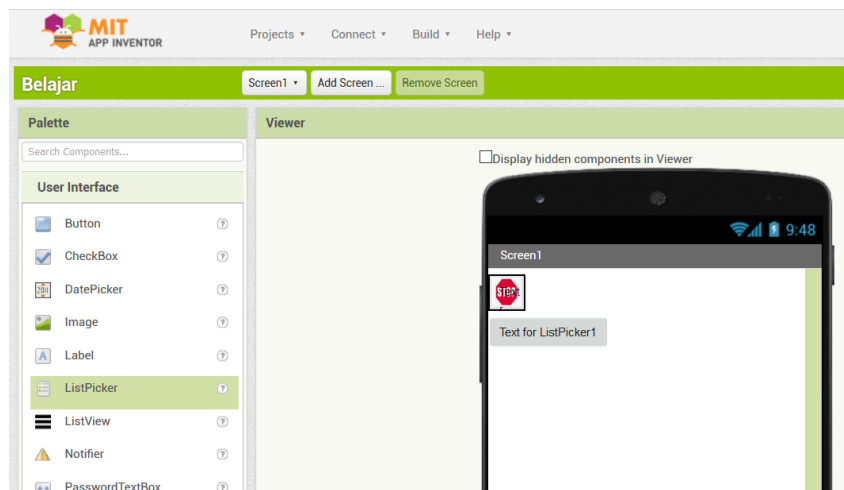 MIT
APP INVENTOR
Projects
Connect
Build
Help
Belajar
Screen1
Add Screen ...
Remove Screen
Palette
Viewer
Search Components...
Display hidden components in Viewer
User Interface
Button
CheckBox
DatePicker
Image
Label
ListPicker
ListView
Notifier
PasswordTextBox
9:48
Screen1
Text for ListPicker1